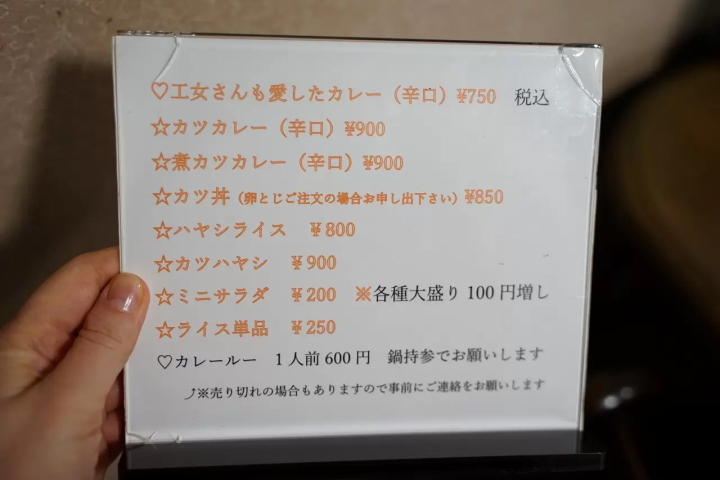 ♡工女さんも愛したカレー（辛口）¥750　税込
☆カツカレー（辛口）¥900
☆煮カツカレー（辛口）¥900
☆カツ丼（卵とじご注文の場合お申し出下さい）¥850
☆ハヤシライス　¥800
☆カツハヤシ　¥900
☆ミニサラダ　¥200　※各種大盛り 100 円増し
☆ライス単品　¥250
♡カレールー　1 人前 600 円　鍋持参でお願いします
⤴※売り切れの場合もありますので事前にご連絡をお願いします